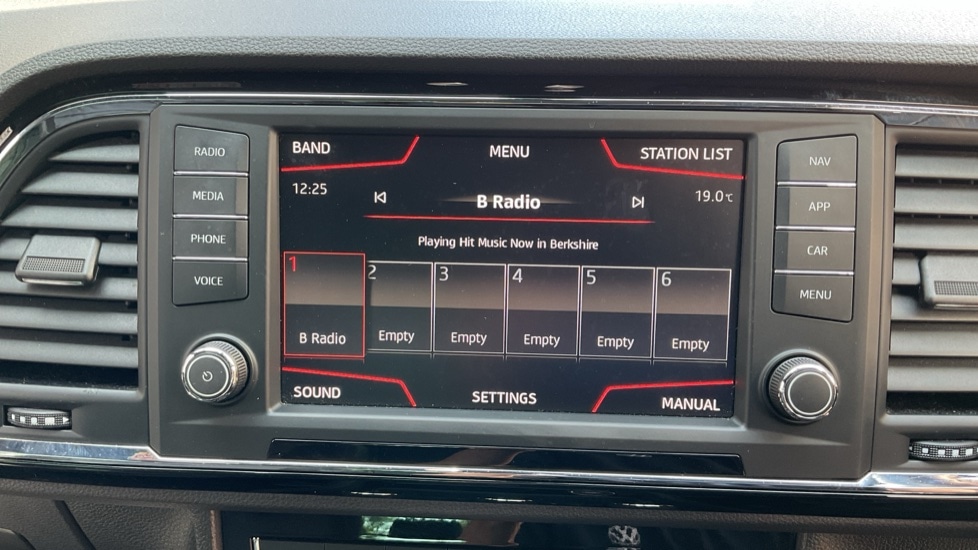 RADIO
MEDIA
PHONE
VOICE
BAND
MENU
STATION LIST
12:25
B Radio
19.0°C
Playing Hit Music Now in Berkshire
1
2
3
4
5
6
B Radio
Empty
Empty
Empty
Empty
Empty
SOUND
SETTINGS
MANUAL
NAV
APP
CAR
MENU